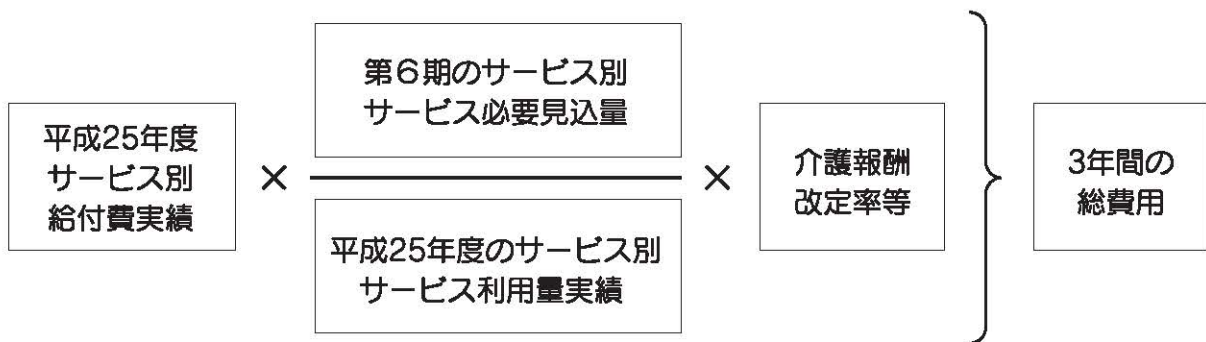 平成25年度
サービス別
給付費実績
×
第6期のサービス別
サービス必要見込量
平成25年度のサービス別
サービス利用量実績
×
介護報酬
改定率等
3年間の
総費用